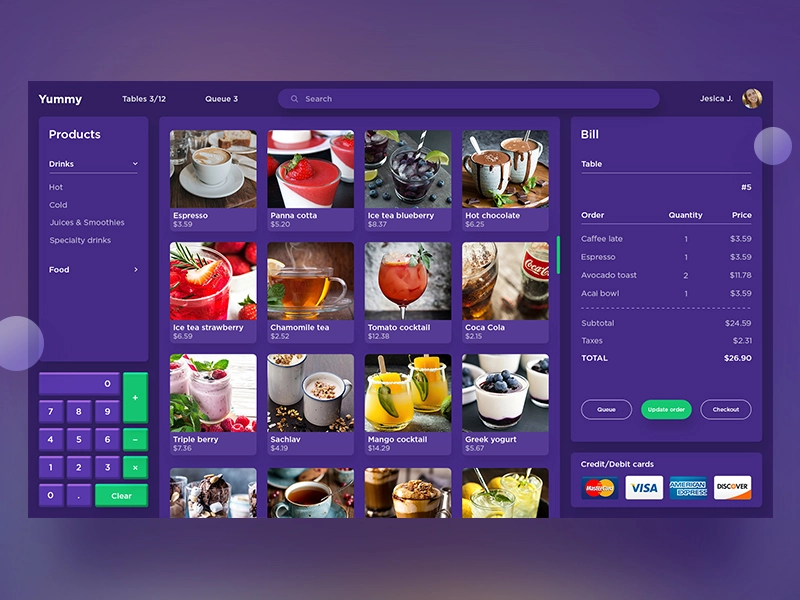 Yummy
Tables 3/12
Queue 3
Search
Jesica J.
Products
Drinks
Hot
Cold
Juices & Smoothies
Specialty drinks
Food
0
+
7 8 9
4 5 6 −
1 2 3 ×
0 . Clear
Espresso
$3.59
Panna cotta
$5.20
Ice tea blueberry
$8.37
Hot chocolate
$6.25
Ice tea strawberry
$6.59
Chamomile tea
$2.52
Tomato cocktail
$12.38
Coca Cola
$2.15
Coca-Cola
Triple berry
$7.36
Sachlav
$4.19
Mango cocktail
$14.29
Greek yogurt
$5.67
Bill
Table
#5
Order Quantity Price
Caffee late 1 $3.59
Espresso 1 $3.59
Avocado toast 2 $11.78
Acai bowl 1 $3.59
Subtotal $24.59
Taxes $2.31
TOTAL $26.90
Queue
Update order
Checkout
Credit/Debit cards
MasterCard
VISA
AMERICAN EXPRESS
DISCOVER